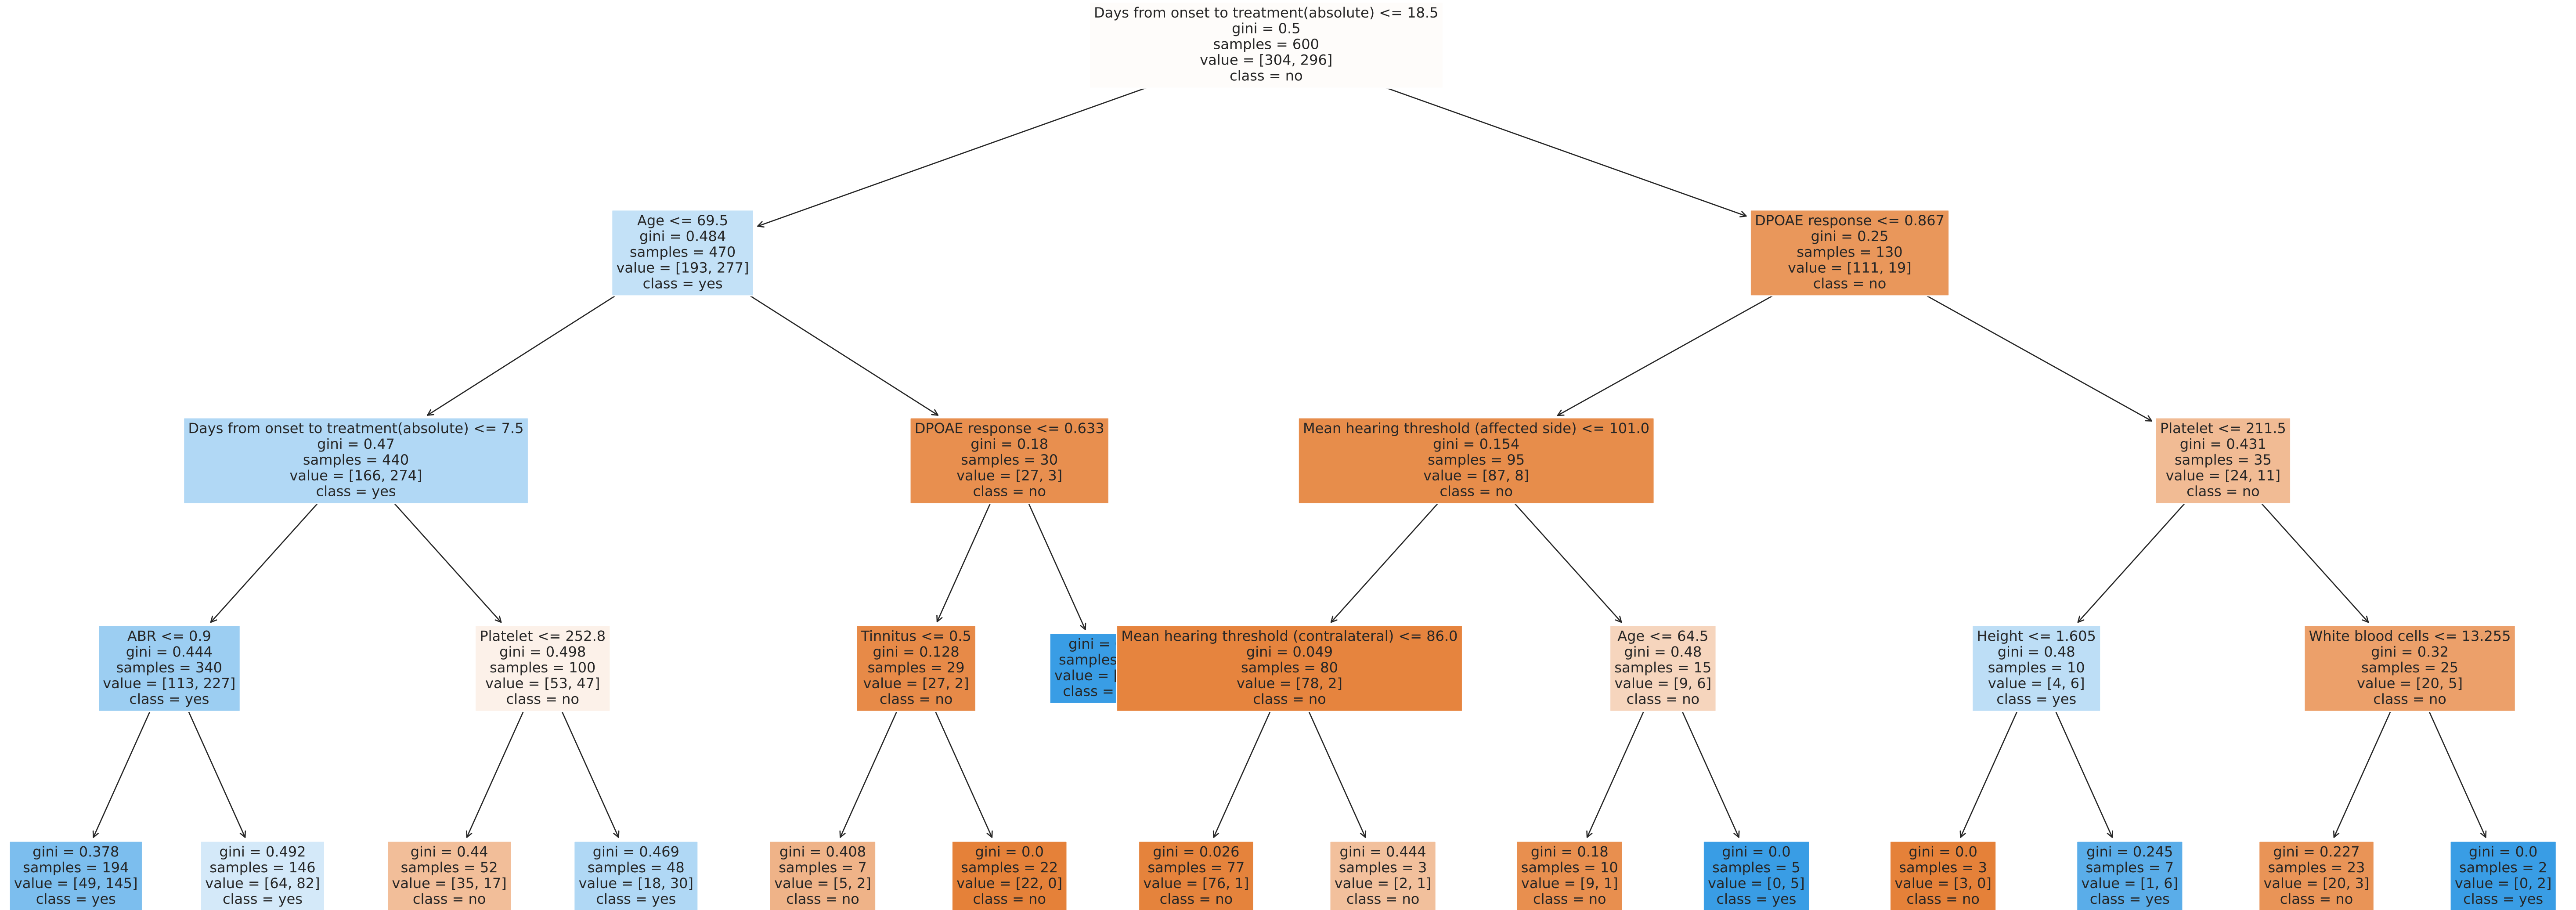 Days from onset to treatment(absolute) <= 18.5
gini = 0.5
samples = 600
value = [304, 296]
class = no
Age <= 69.5
gini = 0.484
samples = 470
value = [193, 277]
class = yes
DPOAE response <= 0.867
gini = 0.25
samples = 130
value = [111, 19]
class = no
Days from onset to treatment(absolute) <= 7.5
gini = 0.47
samples = 440
value = [166, 274]
class = yes
DPOAE response <= 0.633
gini = 0.18
samples = 30
value = [27, 3]
class = no
Mean hearing threshold (affected side) <= 101.0
gini = 0.154
samples = 95
value = [87, 8]
class = no
Platelet <= 211.5
gini = 0.431
samples = 35
value = [24, 11]
class = no
ABR <= 0.9
gini = 0.444
samples = 340
value = [113, 227]
class = yes
Platelet <= 252.8
gini = 0.498
samples = 100
value = [53, 47]
class = no
Tinnitus <= 0.5
gini = 0.128
samples = 29
value = [27, 2]
class = no
gini =
samples
value = [
class =
Mean hearing threshold (contralateral) <= 86.0
gini = 0.049
samples = 80
value = [78, 2]
class = no
Age <= 64.5
gini = 0.48
samples = 15
value = [9, 6]
class = no
Height <= 1.605
gini = 0.48
samples = 10
value = [4, 6]
class = yes
White blood cells <= 13.255
gini = 0.32
samples = 25
value = [20, 5]
class = no
gini = 0.378
samples = 194
value = [49, 145]
class = yes
gini = 0.492
samples = 146
value = [64, 82]
class = yes
gini = 0.44
samples = 52
value = [35, 17]
class = no
gini = 0.469
samples = 48
value = [18, 30]
class = yes
gini = 0.408
samples = 7
value = [5, 2]
class = no
gini = 0.0
samples = 22
value = [22, 0]
class = no
gini = 0.026
samples = 77
value = [76, 1]
class = no
gini = 0.444
samples = 3
value = [2, 1]
class = no
gini = 0.18
samples = 10
value = [9, 1]
class = no
gini = 0.0
samples = 5
value = [0, 5]
class = yes
gini = 0.0
samples = 3
value = [3, 0]
class = no
gini = 0.245
samples = 7
value = [1, 6]
class = yes
gini = 0.227
samples = 23
value = [20, 3]
class = no
gini = 0.0
samples = 2
value = [0, 2]
class = yes